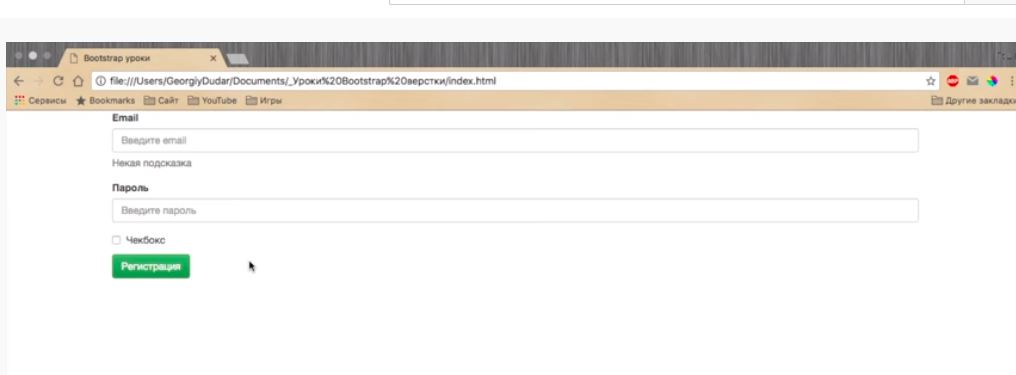 Bootstrap уроки
file:///Users/GeorgiyDudar/Documents/_Уроки%20Bootstrap%20верстки/index.html
Сервисы Bookmarks Сайт YouTube Игры Другие закладки
Email
Введите email
Некая подсказка
Пароль
Введите пароль
Чекбокс
Регистрация